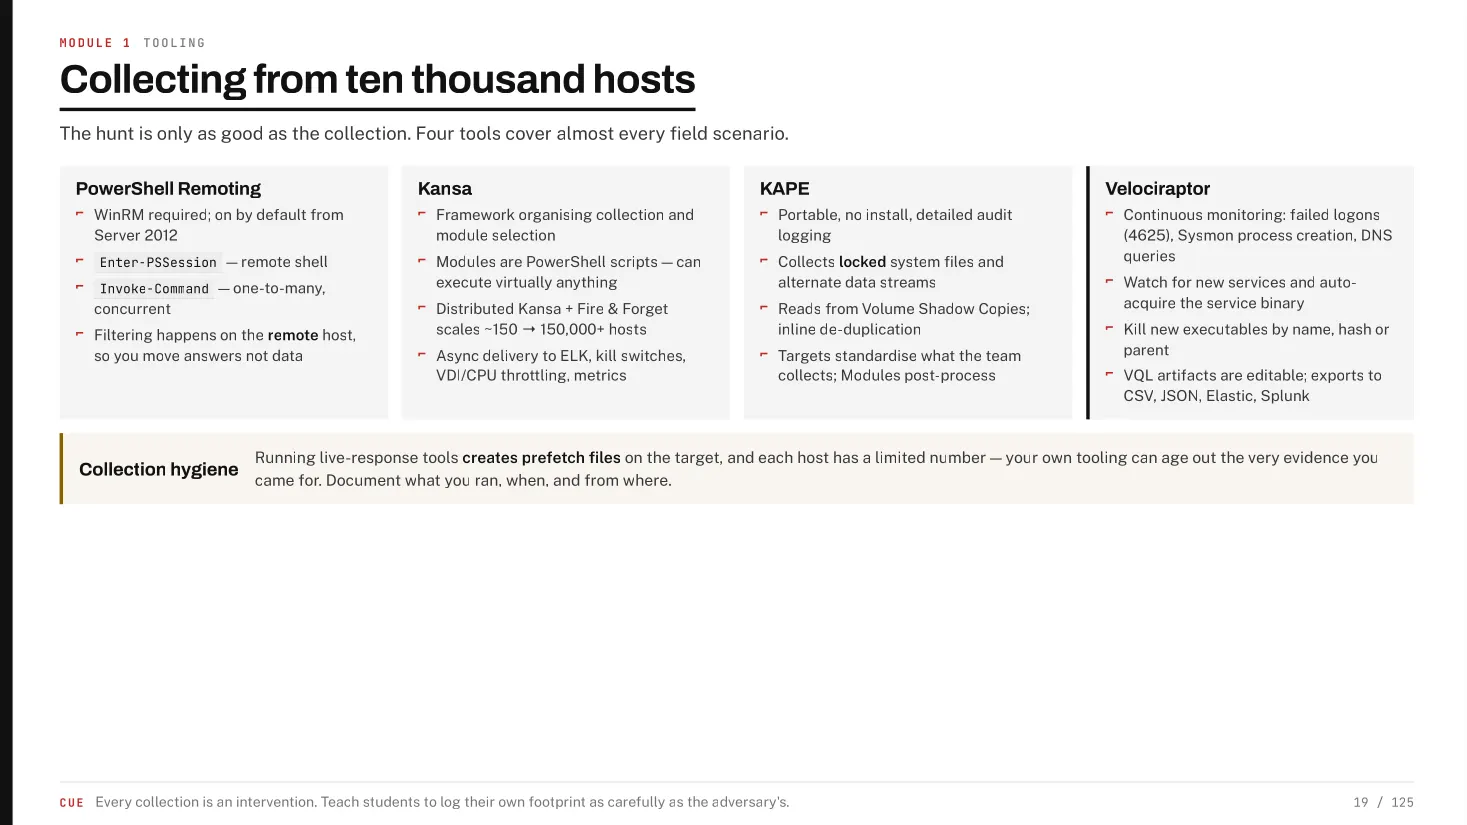 MODULE 1 TOOLING
Collecting from ten thousand hosts
The hunt is only as good as the collection. Four tools cover almost every field scenario.
PowerShell Remoting
WinRM required; on by default from
Server 2012
Enter-PSSession — remote shell
Invoke-Command — one-to-many,
concurrent
Filtering happens on the remote host,
so you move answers not data
Kansa
Framework organising collection and
module selection
Modules are PowerShell scripts — can
execute virtually anything
Distributed Kansa + Fire & Forget
scales ~150 → 150,000+ hosts
Async delivery to ELK, kill switches,
VDI/CPU throttling, metrics
KAPE
Portable, no install, detailed audit
logging
Collects locked system files and
alternate data streams
Reads from Volume Shadow Copies;
inline de-duplication
Targets standardise what the team
collects; Modules post-process
Velociraptor
Continuous monitoring: failed logons
(4625), Sysmon process creation, DNS
queries
Watch for new services and auto-
acquire the service binary
Kill new executables by name, hash or
parent
VQL artifacts are editable; exports to
CSV, JSON, Elastic, Splunk
Collection hygiene
Running live-response tools creates prefetch files on the target, and each host has a limited number — your own tooling can age out the very evidence you
came for. Document what you ran, when, and from where.
CUE Every collection is an intervention. Teach students to log their own footprint as carefully as the adversary's.
19 / 125